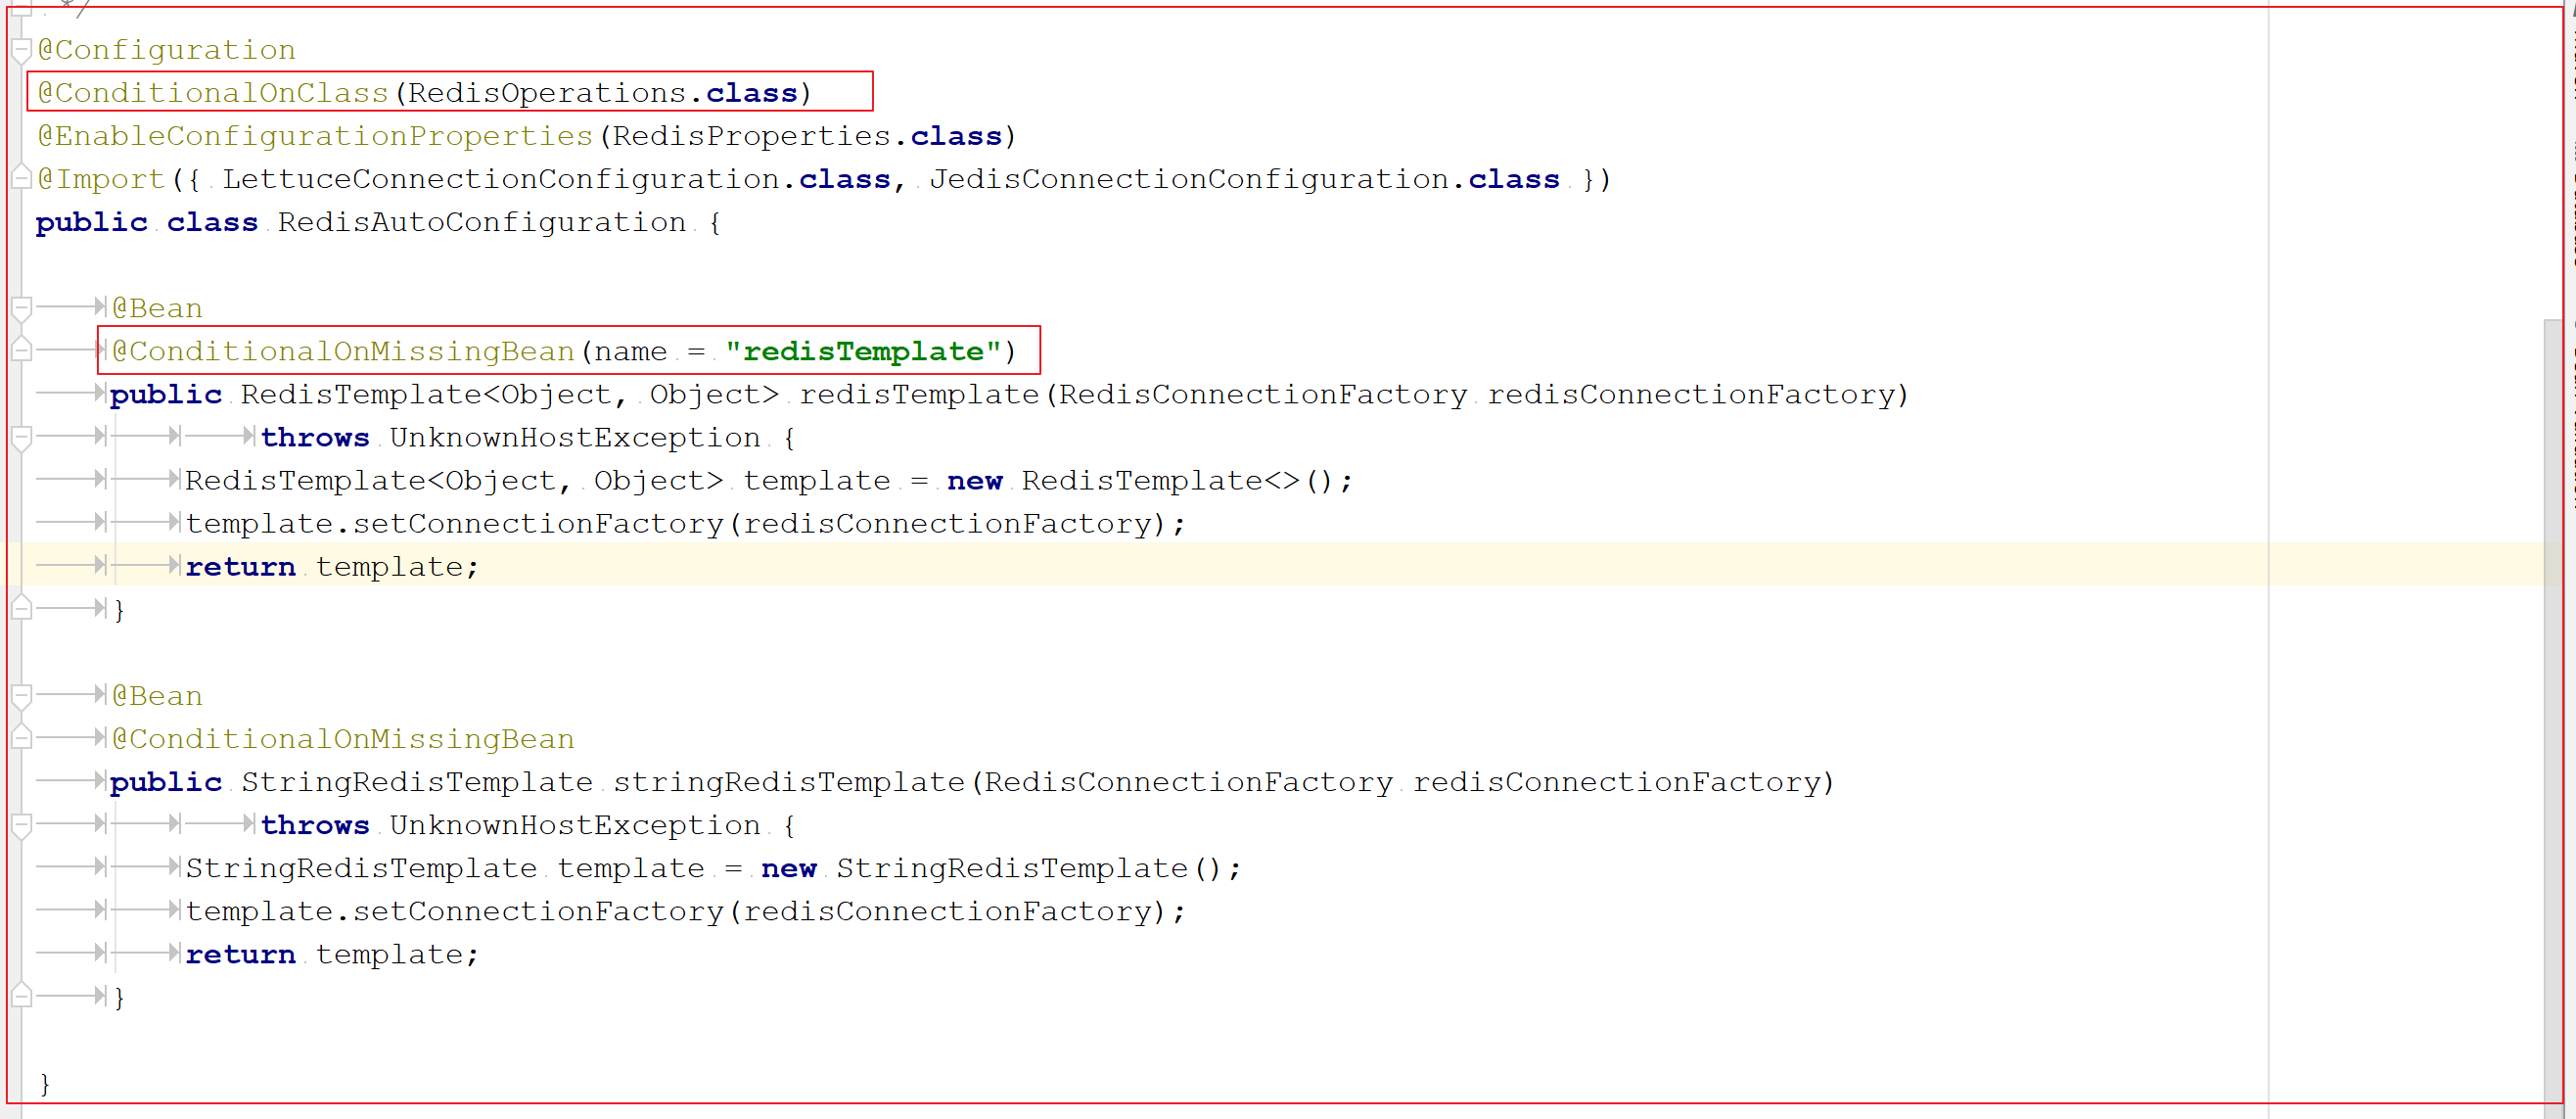 */
@Configuration
@ConditionalOnClass(RedisOperations.class)
@EnableConfigurationProperties(RedisProperties.class)
@Import({ LettuceConnectionConfiguration.class, JedisConnectionConfiguration.class })
public class RedisAutoConfiguration {
@Bean
@ConditionalOnMissingBean(name = "redisTemplate")
public RedisTemplate<Object, Object> redisTemplate(RedisConnectionFactory redisConnectionFactory)
throws UnknownHostException {
RedisTemplate<Object, Object> template = new RedisTemplate<>();
template.setConnectionFactory(redisConnectionFactory);
return template;
}
@Bean
@ConditionalOnMissingBean
public StringRedisTemplate stringRedisTemplate(RedisConnectionFactory redisConnectionFactory)
throws UnknownHostException {
StringRedisTemplate template = new StringRedisTemplate();
template.setConnectionFactory(redisConnectionFactory);
return template;
}
}